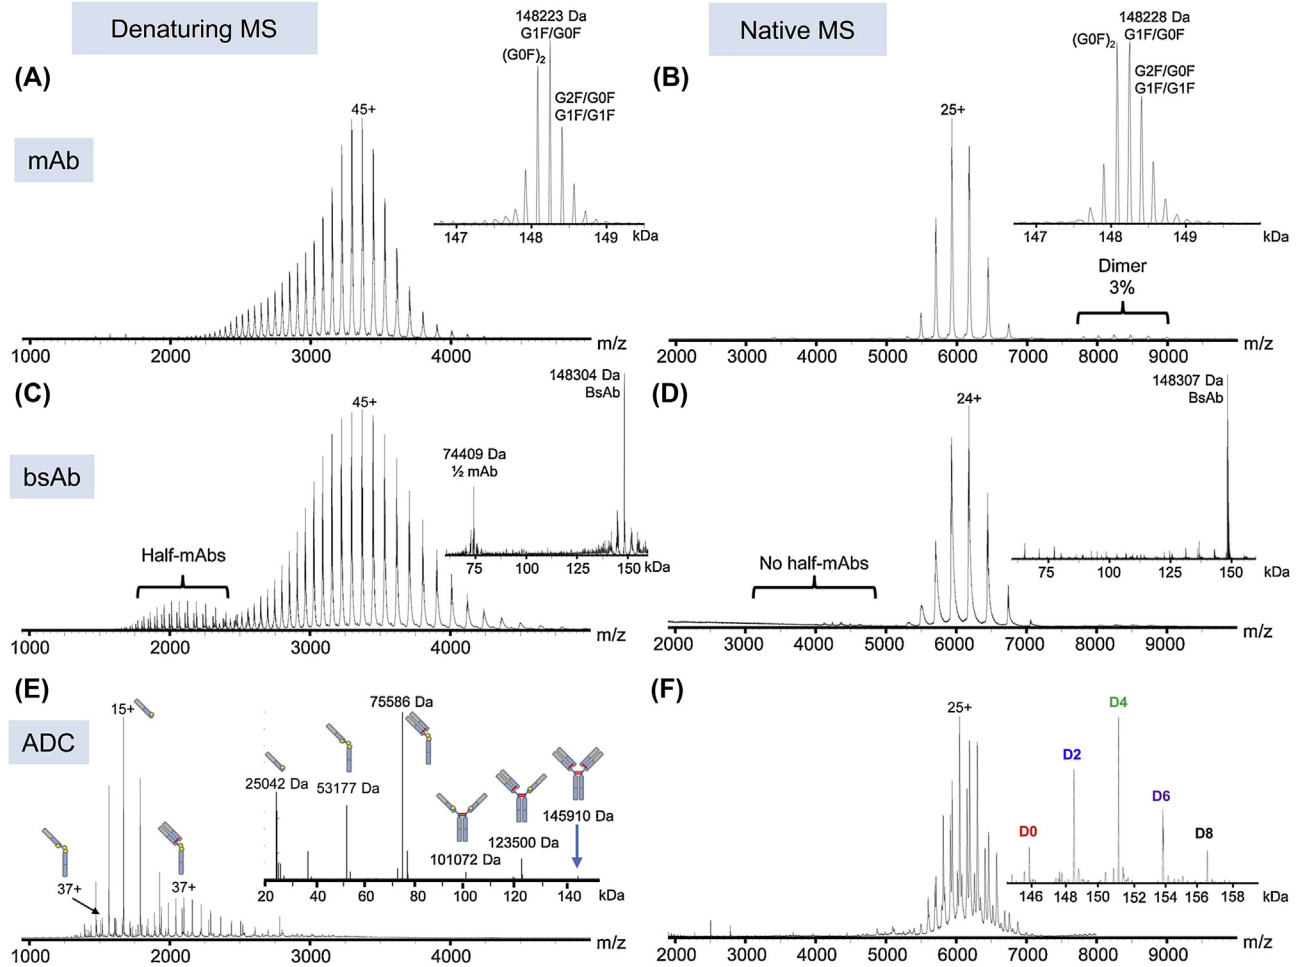 Denaturing MS
Native MS
(A)
mAb
45+
148223 Da
G1F/G0F
(G0F)2
G2F/G0F
G1F/G1F
147 148 149 kDa
1000 2000 3000 4000 m/z
(B)
25+
148228 Da
G1F/G0F
(G0F)2
G2F/G0F
G1F/G1F
147 148 149 kDa
Dimer
3%
2000 3000 4000 5000 6000 7000 8000 9000 m/z
(C)
bsAb
45+
148304 Da
BsAb
74409 Da
½ mAb
75 100 125 150 kDa
Half-mAbs
1000 2000 3000 4000 m/z
(D)
24+
148307 Da
BsAb
75 100 125 150 kDa
No half-mAbs
2000 3000 4000 5000 6000 7000 8000 9000 m/z
(E)
ADC
15+
37+
37+
25042 Da
53177 Da
75586 Da
101072 Da
123500 Da
145910 Da
20 40 60 80 100 120 140 kDa
1000 2000 3000 4000 m/z
(F)
25+
D0
D2
D4
D6
D8
146 148 150 152 154 156 158 kDa
2000 3000 4000 5000 6000 7000 8000 9000 m/z